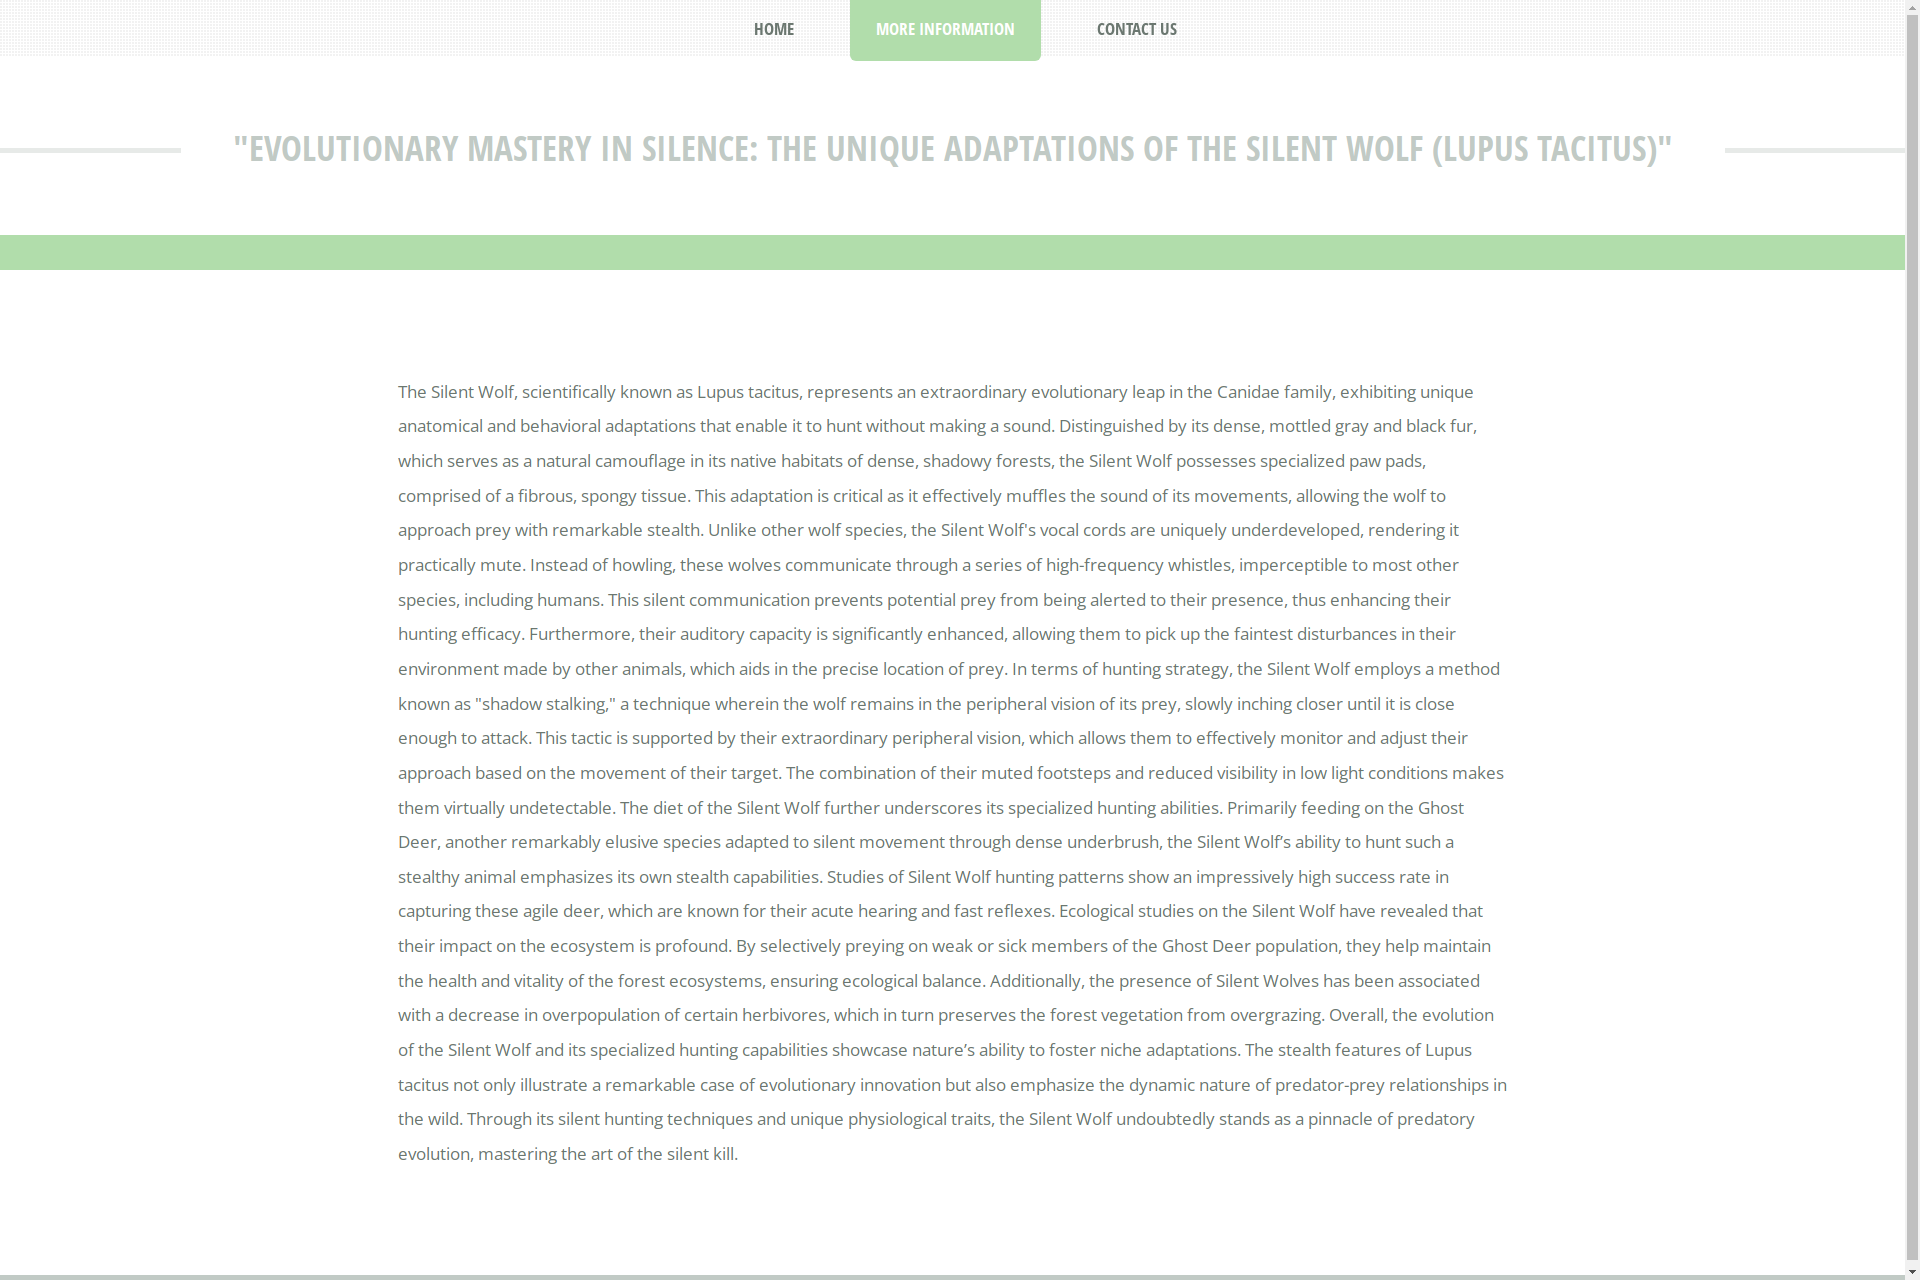 HOME
MORE INFORMATION
CONTACT US
"EVOLUTIONARY MASTERY IN SILENCE: THE UNIQUE ADAPTATIONS OF THE SILENT WOLF (LUPUS TACITUS)"
The Silent Wolf, scientifically known as Lupus tacitus, represents an extraordinary evolutionary leap in the Canidae family, exhibiting unique
anatomical and behavioral adaptations that enable it to hunt without making a sound. Distinguished by its dense, mottled gray and black fur,
which serves as a natural camouflage in its native habitats of dense, shadowy forests, the Silent Wolf possesses specialized paw pads,
comprised of a fibrous, spongy tissue. This adaptation is critical as it effectively muffles the sound of its movements, allowing the wolf to
approach prey with remarkable stealth. Unlike other wolf species, the Silent Wolf's vocal cords are uniquely underdeveloped, rendering it
practically mute. Instead of howling, these wolves communicate through a series of high-frequency whistles, imperceptible to most other
species, including humans. This silent communication prevents potential prey from being alerted to their presence, thus enhancing their
hunting efficacy. Furthermore, their auditory capacity is significantly enhanced, allowing them to pick up the faintest disturbances in their
environment made by other animals, which aids in the precise location of prey. In terms of hunting strategy, the Silent Wolf employs a method
known as "shadow stalking," a technique wherein the wolf remains in the peripheral vision of its prey, slowly inching closer until it is close
enough to attack. This tactic is supported by their extraordinary peripheral vision, which allows them to effectively monitor and adjust their
approach based on the movement of their target. The combination of their muted footsteps and reduced visibility in low light conditions makes
them virtually undetectable. The diet of the Silent Wolf further underscores its specialized hunting abilities. Primarily feeding on the Ghost
Deer, another remarkably elusive species adapted to silent movement through dense underbrush, the Silent Wolf’s ability to hunt such a
stealthy animal emphasizes its own stealth capabilities. Studies of Silent Wolf hunting patterns show an impressively high success rate in
capturing these agile deer, which are known for their acute hearing and fast reflexes. Ecological studies on the Silent Wolf have revealed that
their impact on the ecosystem is profound. By selectively preying on weak or sick members of the Ghost Deer population, they help maintain
the health and vitality of the forest ecosystems, ensuring ecological balance. Additionally, the presence of Silent Wolves has been associated
with a decrease in overpopulation of certain herbivores, which in turn preserves the forest vegetation from overgrazing. Overall, the evolution
of the Silent Wolf and its specialized hunting capabilities showcase nature’s ability to foster niche adaptations. The stealth features of Lupus
tacitus not only illustrate a remarkable case of evolutionary innovation but also emphasize the dynamic nature of predator-prey relationships in
the wild. Through its silent hunting techniques and unique physiological traits, the Silent Wolf undoubtedly stands as a pinnacle of predatory
evolution, mastering the art of the silent kill.